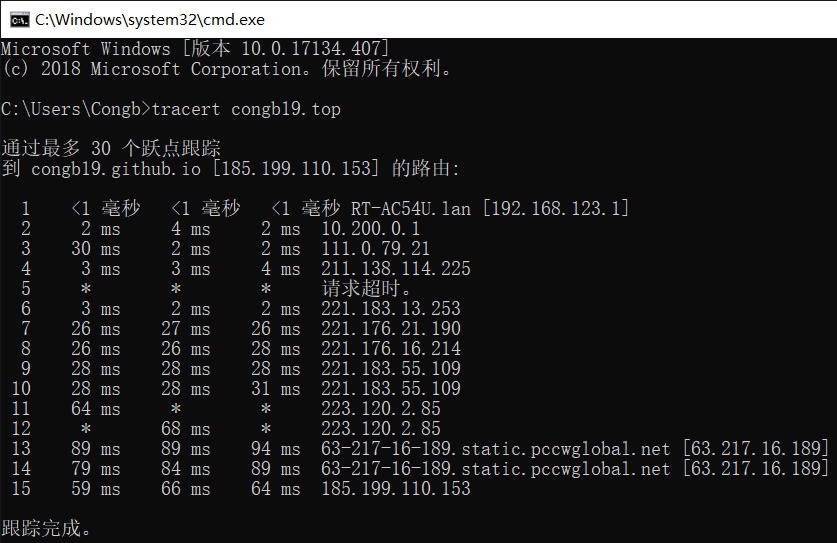 C:\Windows\system32\cmd.exe
Microsoft Windows [版本 10.0.17134.407]
(c) 2018 Microsoft Corporation。保留所有权利。
C:\Users\Congb>tracert congb19.top
通过最多 30 个跃点跟踪
到 congb19.github.io [185.199.110.153] 的路由:
1 <1 毫秒 <1 毫秒 <1 毫秒 RT-AC54U.lan [192.168.123.1]
2 2 ms 4 ms 2 ms 10.200.0.1
3 30 ms 2 ms 2 ms 111.0.79.21
4 3 ms 3 ms 4 ms 211.138.114.225
5 * * * 请求超时。
6 3 ms 2 ms 2 ms 221.183.13.253
7 26 ms 27 ms 26 ms 221.176.21.190
8 26 ms 26 ms 28 ms 221.176.16.214
9 28 ms 28 ms 28 ms 221.183.55.109
10 28 ms 28 ms 31 ms 221.183.55.109
11 64 ms * * 223.120.2.85
12 * 68 ms * 223.120.2.85
13 89 ms 89 ms 94 ms 63-217-16-189.static.pccwglobal.net [63.217.16.189]
14 79 ms 84 ms 89 ms 63-217-16-189.static.pccwglobal.net [63.217.16.189]
15 59 ms 66 ms 64 ms 185.199.110.153
跟踪完成。